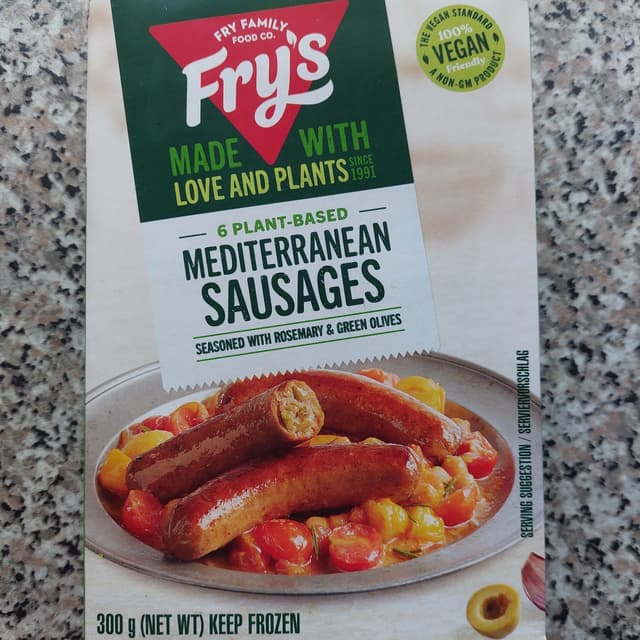 FRY FAMILY
FOOD CO.
Fry's
MADE WITH
LOVE AND PLANTS
SINCE
1991
THE VEGAN STANDARD
100%
VEGAN
Friendly
A NON-GM PRODUCT
6 PLANT-BASED
MEDITERRANEAN
SAUSAGES
SEASONED WITH ROSEMARY & GREEN OLIVES
SERVING SUGGESTION / SERVIERVORSCHLAG
300 g (NET WT) KEEP FROZEN